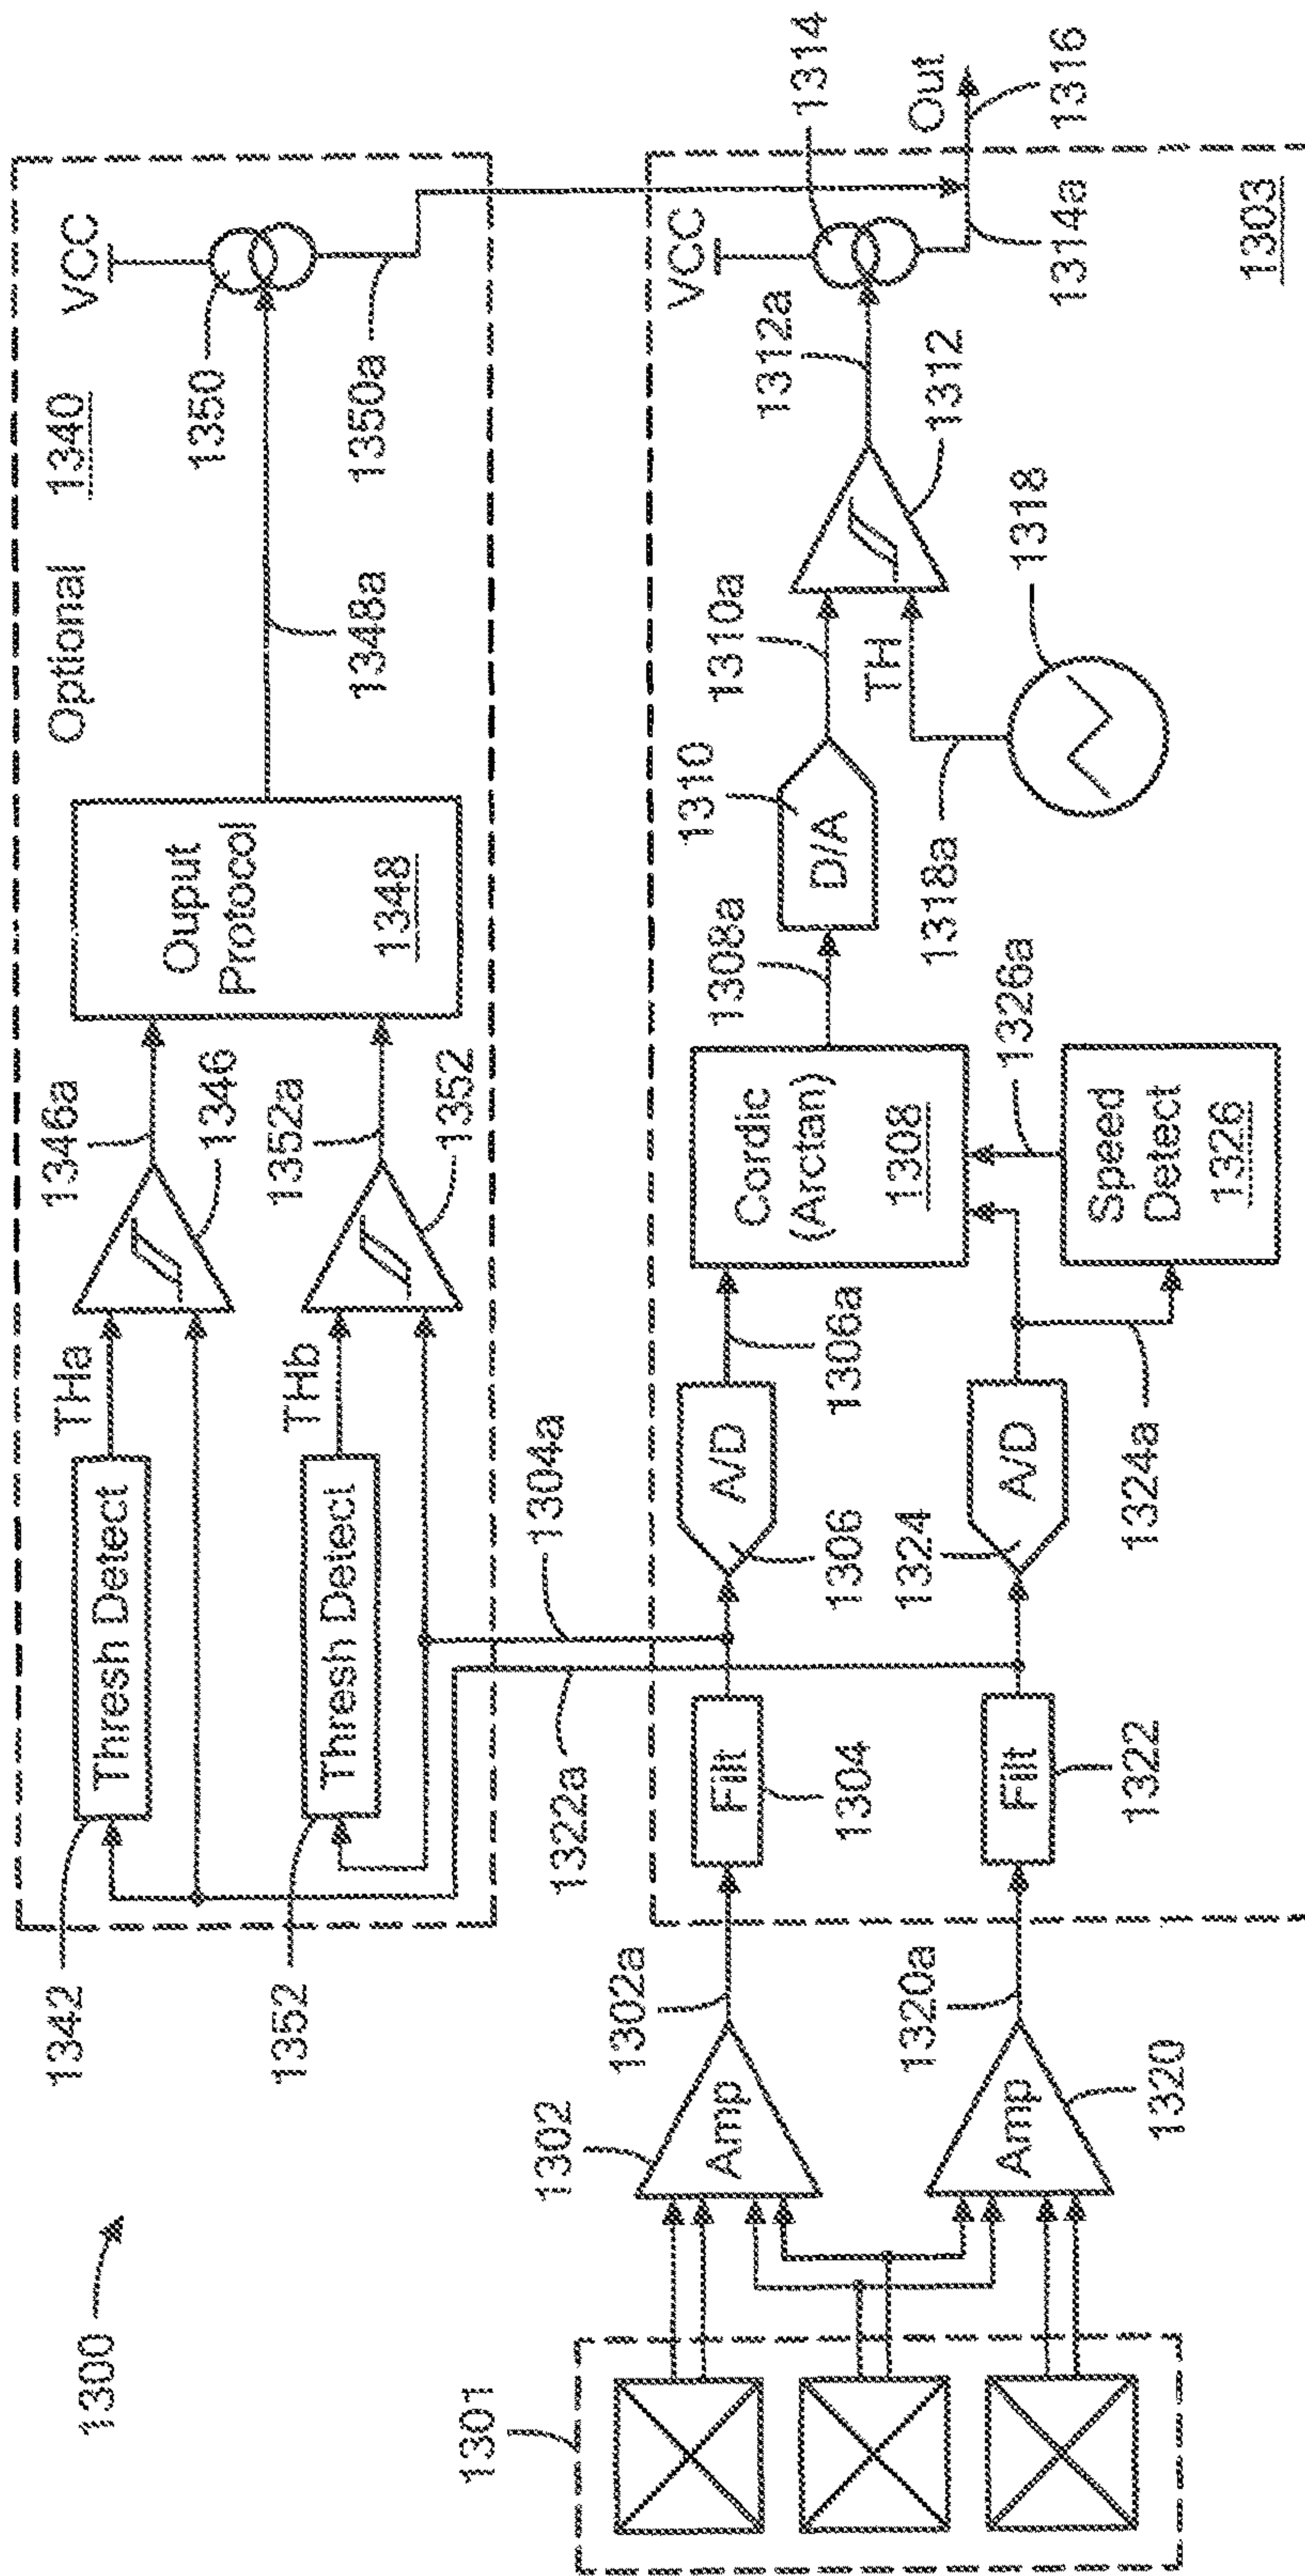 1300
Optional 1340
VCC
1342
Thresh Detect
THa
1346a
1346
Ouput
Protocol
1348
1348a
1350
1350a
1352
Thresh Detect
THb
1352a
1352
1322a
1304a
1301
1302
Amp
1302a
Filt
1304
A/D
1306
1306a
Cordic
(Arctan)
1308
1308a
D/A
1310
1310a
TH
1318a
1318
1312
1312a
VCC
1314
1314a
Out
1316
Amp
1320
1320a
Filt
1322
1324
A/D
1324a
Speed
Detect
1326
1326a
1303